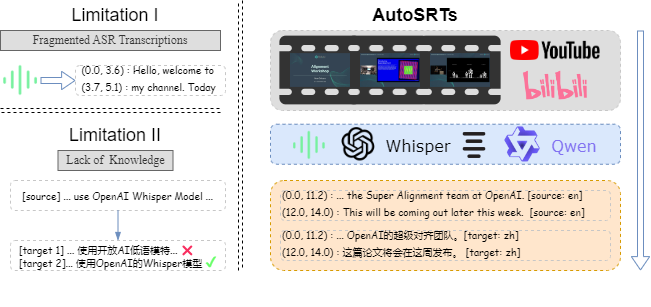 Limitation I
Fragmented ASR Transcriptions
(0.0, 3.6) : Hello, welcome to
(3.7, 5.1) : my channel. Today
Limitation II
Lack of Knowledge
[source] ... use OpenAI Whisper Model ...
[target 1] ... 使用开放AI低语模特...
[target 2]... 使用OpenAI的Whisper模型
AutoSRTs
Alignment
Workshop
YouTube
bilibili
Whisper
Qwen
(0.0, 11.2) : ... the Super Alignment team at OpenAI. [source: en]
(12.0, 14.0) : This will be coming out later this week. [source: en]
(0.0, 11.2) : ... OpenAI的超级对齐团队。[target: zh]
(12.0, 14.0) : 这篇论文将会在这周发布。 [target: zh]